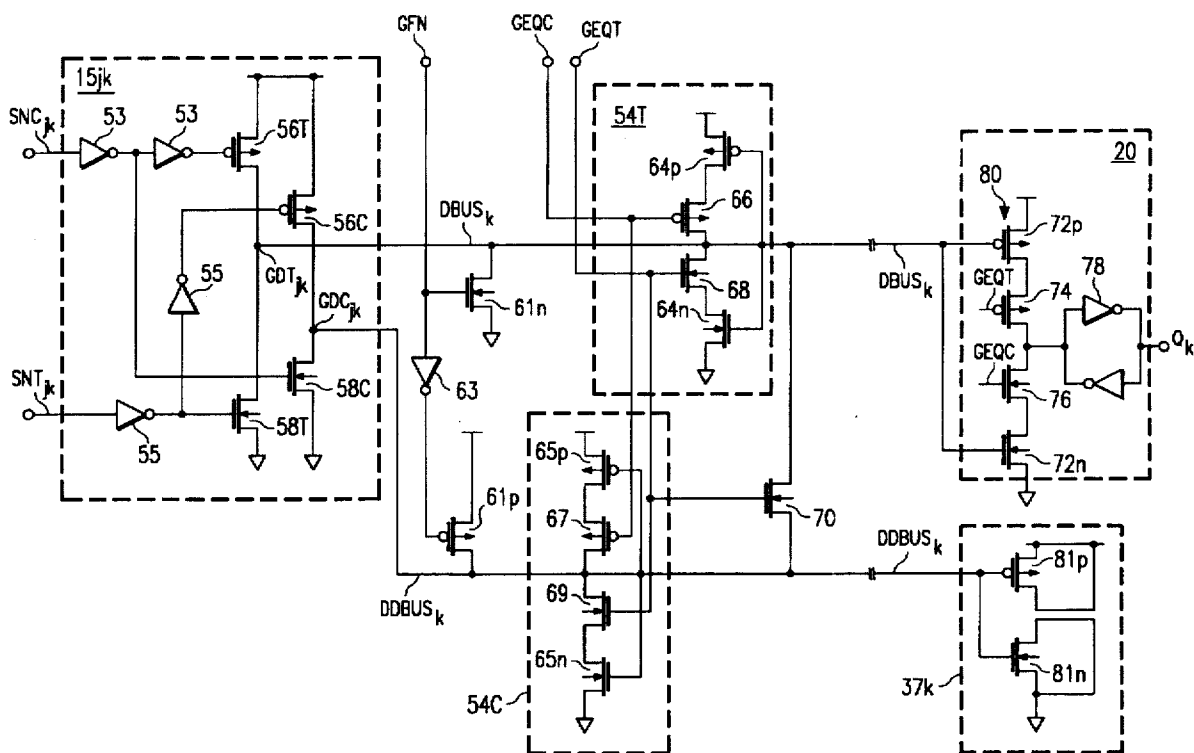 GFN
GEQC
GEQT
15jk
SNCjk
53
53
56T
56C
DBUSk
GDTjk
55
GDCjk
SNTjk
55
58C
58T
61n
63
61p
DDBUSk
54T
64p
66
68
64n
65p
67
69
65n
54C
70
DBUSk
20
80
72p
GEQT
74
78
Qk
GEQC
76
72n
DDBUSk
81p
81n
37k